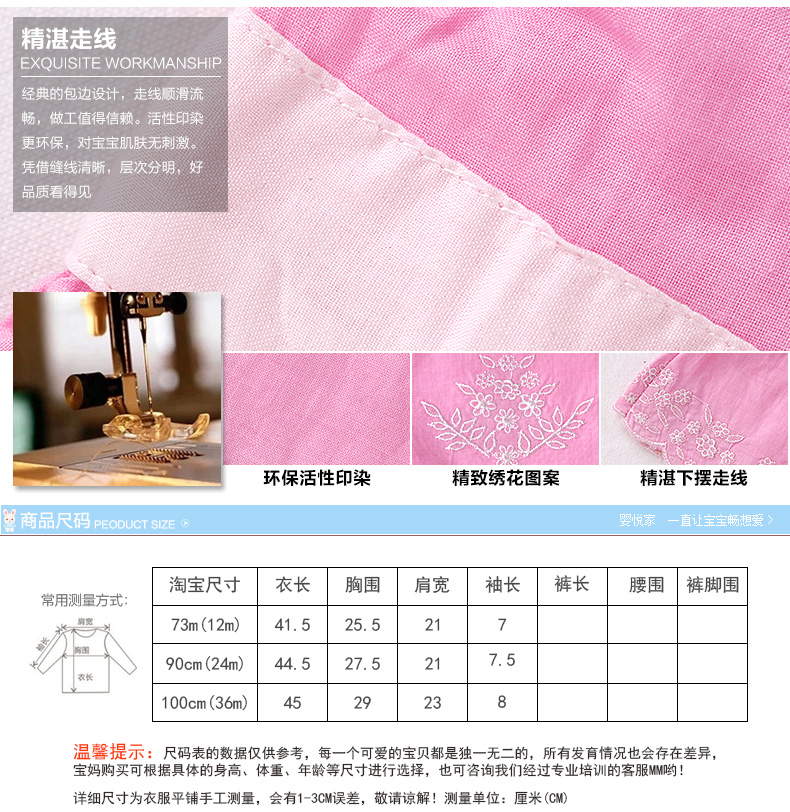 精湛走线
EXQUISITE WORKMANSHIP
经典的包边设计，走线顺滑流
畅，做工值得信赖。活性印染
更环保，对宝宝肌肤无刺激。
凭借缝线清晰，层次分明，好
品质看得见
环保活性印染 精致绣花图案 精湛下摆走线
商品尺码 PEODUCT SIZE 婴悦家 一直让宝宝畅想爱
常用测量方式：
肩宽
袖长
胸围
衣长
淘宝尺寸 衣长 胸围 肩宽 袖长 裤长 腰围 裤脚围
73m(12m) 41.5 25.5 21 7
90cm(24m) 44.5 27.5 21 7.5
100cm(36m) 45 29 23 8
温馨提示：尺码表的数据仅供参考，每一个可爱的宝贝都是独一无二的，所有发育情况也会存在差异，
宝妈购买可根据具体的身高、体重、年龄等尺寸进行选择，也可咨询我们经过专业培训的客服MM哟！
详细尺寸为衣服平铺手工测量，会有1-3CM误差，敬请谅解！测量单位：厘米(CM)